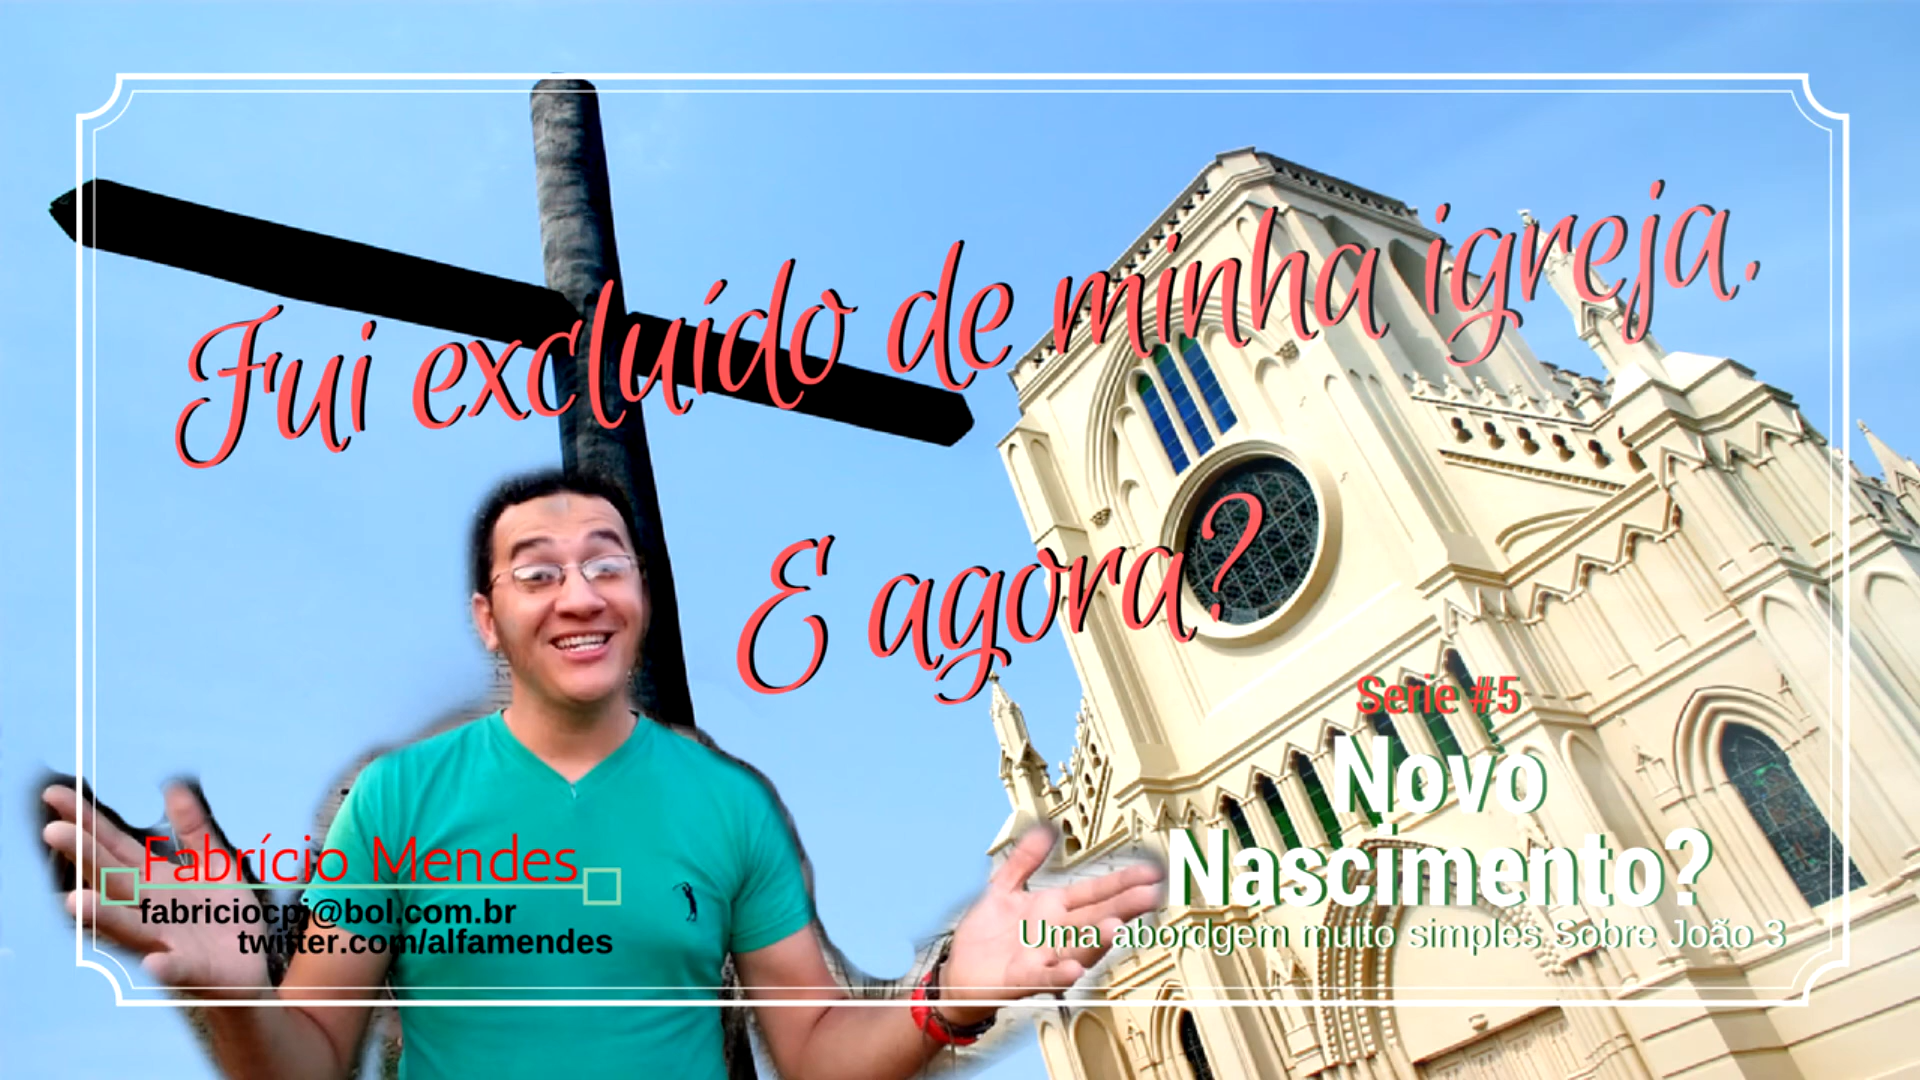 Fui excluído de minha igreja.
E agora?
Serie #5
Novo
Nascimento?
Uma abordgem muito simples Sobre João 3
Fabrício Mendes
fabriciocpj@bol.com.br
twitter.com/alfamendes